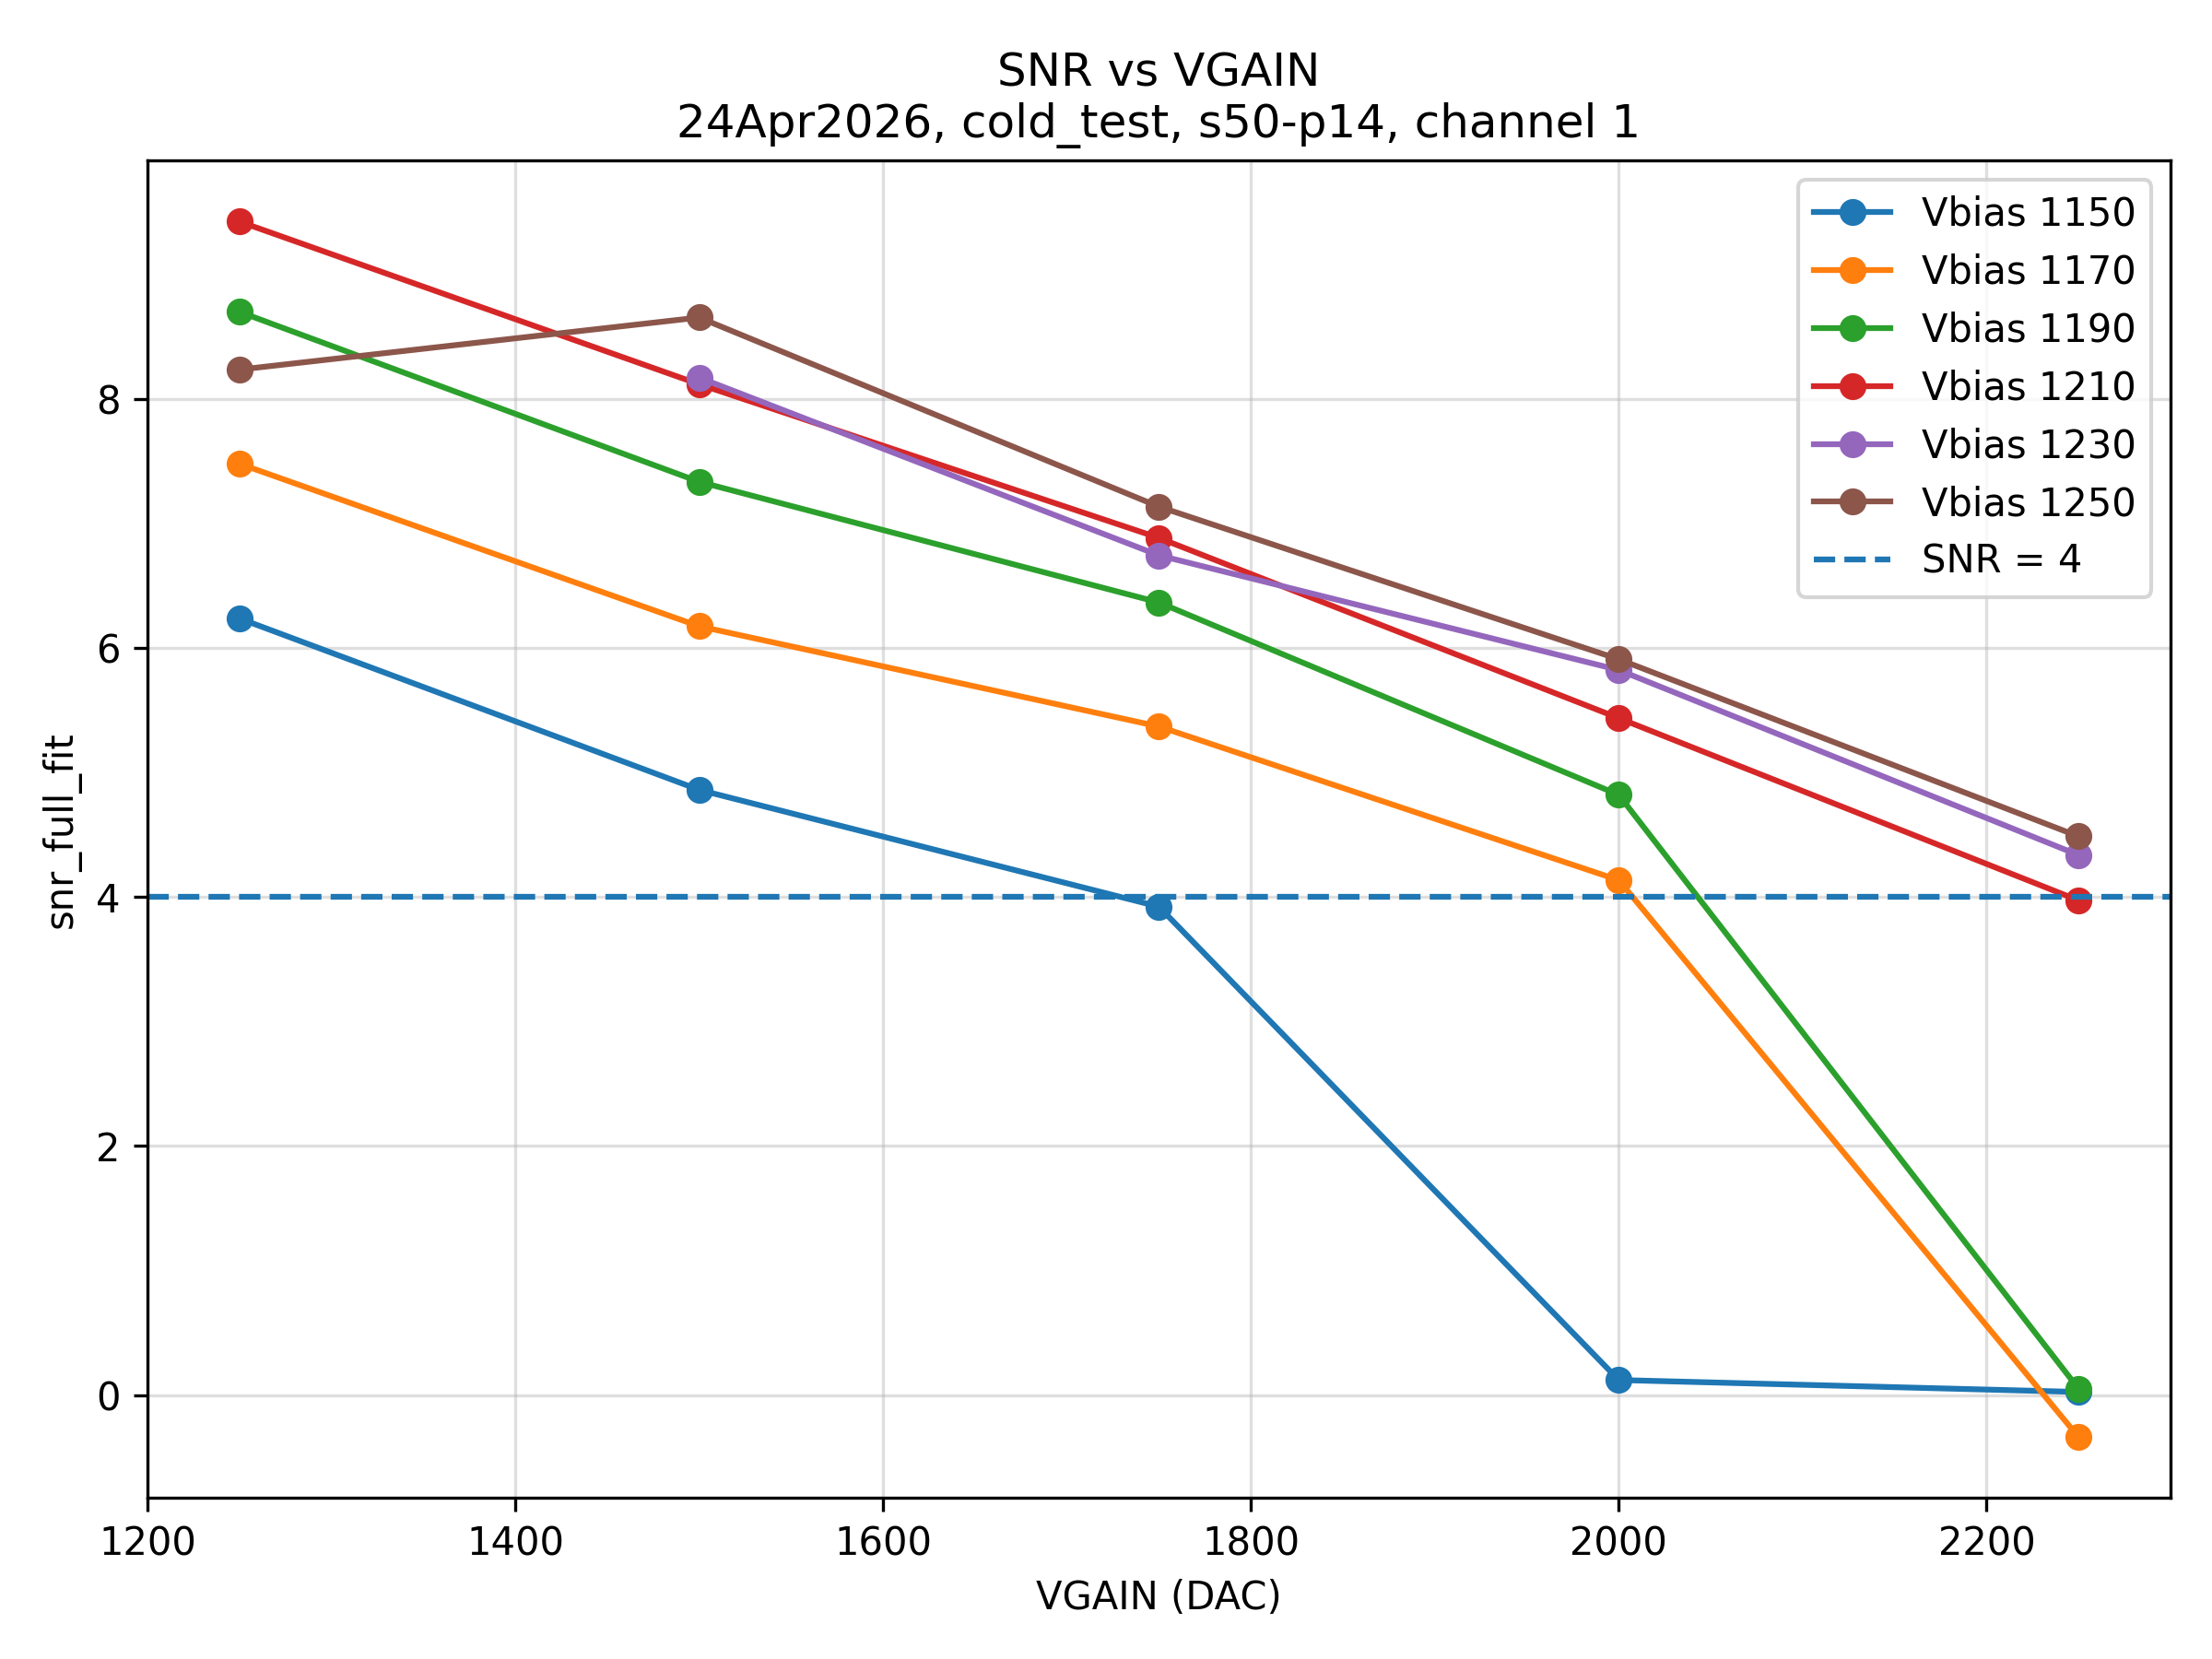 SNR vs VGAIN
24Apr2026, cold_test, s50-p14, channel 1
snr_full_fit
8
6
4
2
0
1200 1400 1600 1800 2000 2200
VGAIN (DAC)
Vbias 1150
Vbias 1170
Vbias 1190
Vbias 1210
Vbias 1230
Vbias 1250
SNR = 4